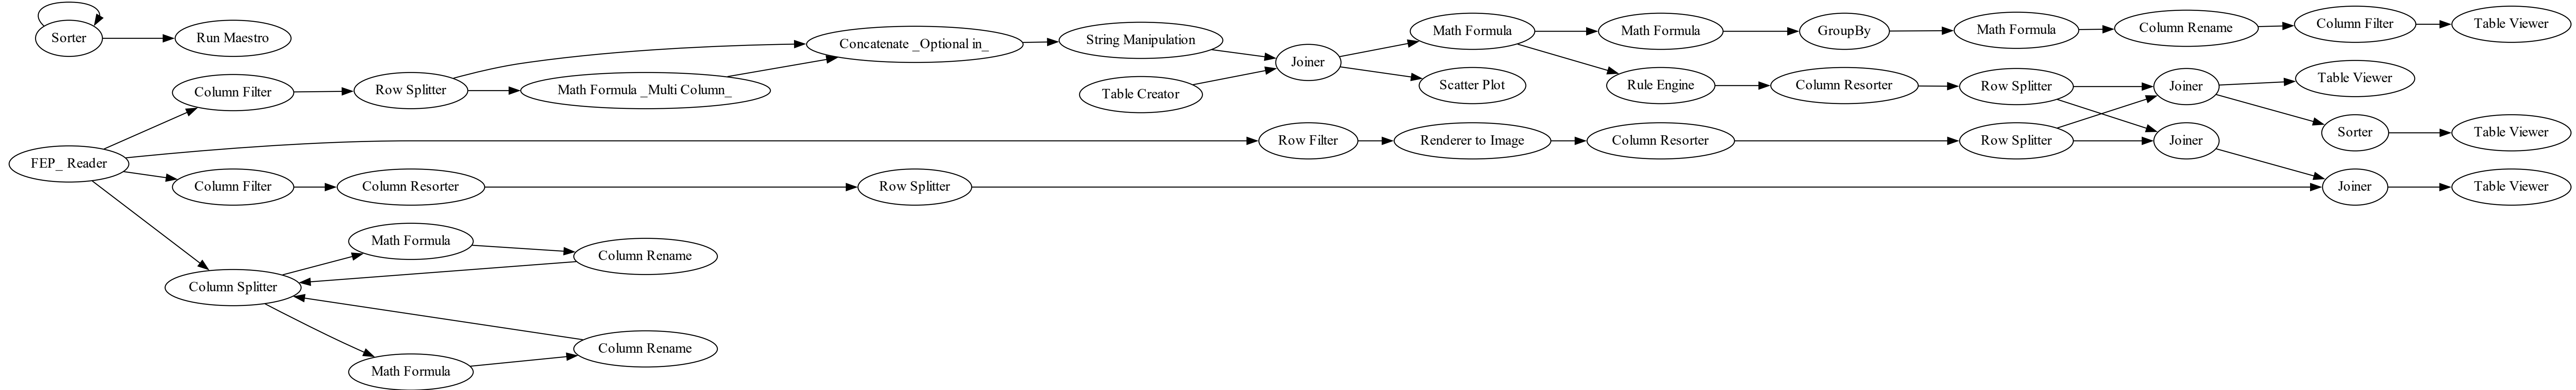 Sorter
Run Maestro
Concatenate _Optional in_
String Manipulation
Math Formula
Math Formula
GroupBy
Math Formula
Column Rename
Column Filter
Table Viewer
Joiner
Column Filter
Row Splitter
Math Formula _Multi Column_
Table Creator
Scatter Plot
Rule Engine
Column Resorter
Row Splitter
Joiner
Table Viewer
FEP_ Reader
Row Filter
Renderer to Image
Column Resorter
Row Splitter
Joiner
Sorter
Table Viewer
Column Filter
Column Resorter
Row Splitter
Joiner
Table Viewer
Math Formula
Column Rename
Column Splitter
Column Rename
Math Formula